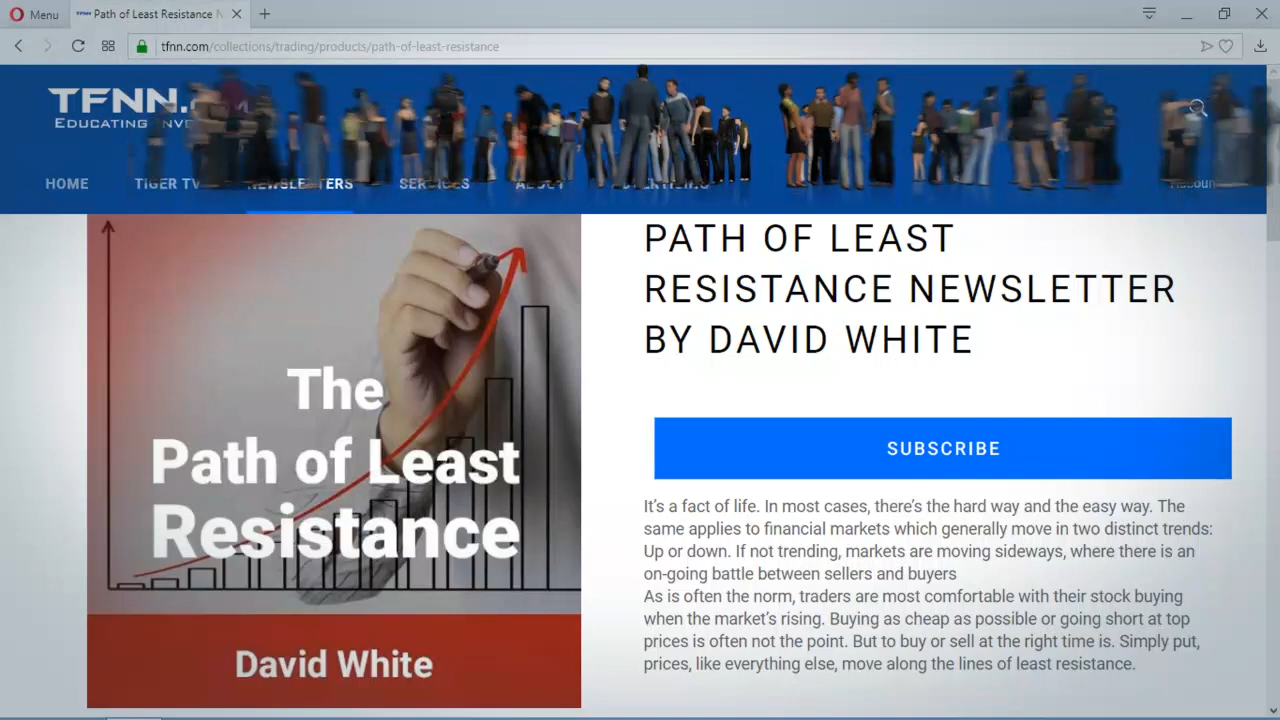 Menu
Path of Least Resistance N
tfnn.com/collections/trading/products/path-of-least-resistance
TFNN.
EDUCATING INVE
HOME
TIGER TV
NEWSLETTERS
SERVICES
ABOUT
PATH OF LEAST
RESISTANCE NEWSLETTER
BY DAVID WHITE
The
Path of Least
Resistance
David White
SUBSCRIBE
It’s a fact of life. In most cases, there’s the hard way and the easy way. The
same applies to financial markets which generally move in two distinct trends:
Up or down. If not trending, markets are moving sideways, where there is an
on-going battle between sellers and buyers
As is often the norm, traders are most comfortable with their stock buying
when the market’s rising. Buying as cheap as possible or going short at top
prices is often not the point. But to buy or sell at the right time is. Simply put,
prices, like everything else, move along the lines of least resistance.